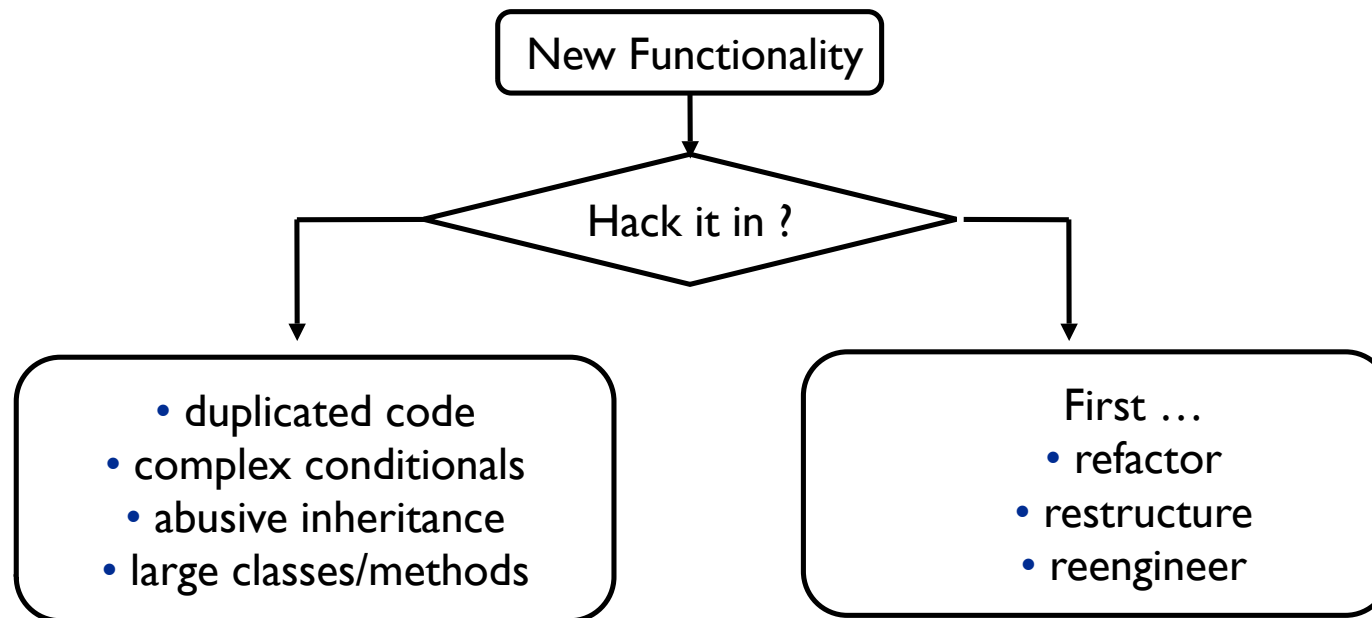 New Functionality
Hack it in ?
• duplicated code
• complex conditionals
• abusive inheritance
• large classes/methods
First …
• refactor
• restructure
• reengineer